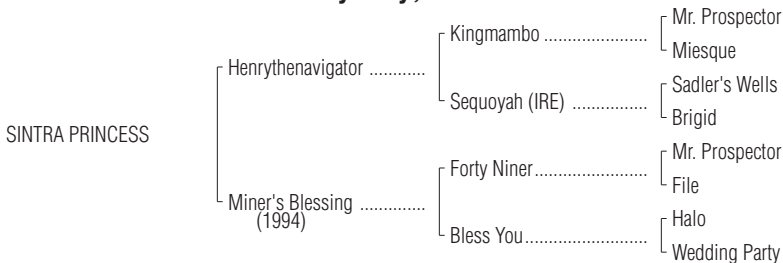 Mr. Prospector
Kingmambo .......................
Miesque
Henrythenavigator ............
Sadler's Wells
Sequoyah (IRE) ................
Brigid
SINTRA PRINCESS
Mr. Prospector
Forty Niner........................
File
Miner's Blessing ..............
(1994)
Halo
Bless You..........................
Wedding Party